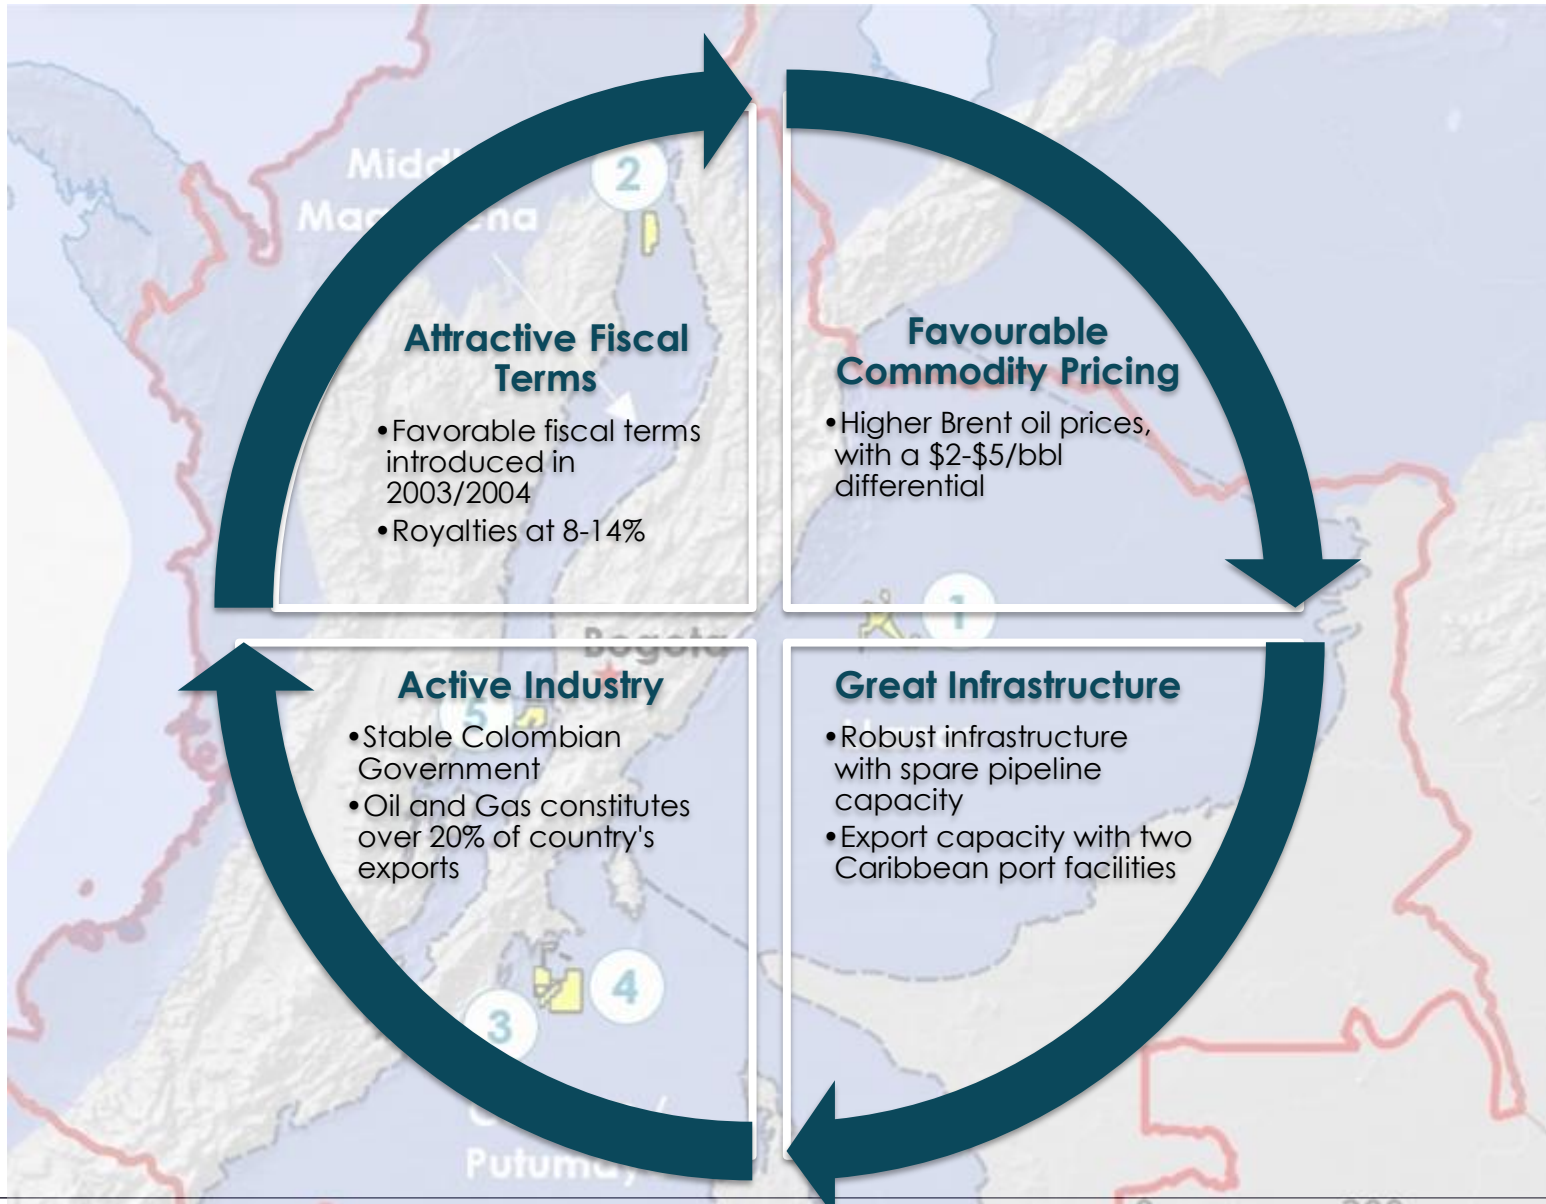 2
Attractive Fiscal
Terms
•Favorable fiscal terms
introduced in
2003/2004
•Royalties at 8-14%
Favourable
Commodity Pricing
•Higher Brent oil prices,
with a $2-$5/bbl
differential
1
Bogota
Active Industry
5
•Stable Colombian
Government
•Oil and Gas constitutes
over 20% of country's
exports
Great Infrastructure
•Robust infrastructure
with spare pipeline
capacity
•Export capacity with two
Caribbean port facilities
4
3